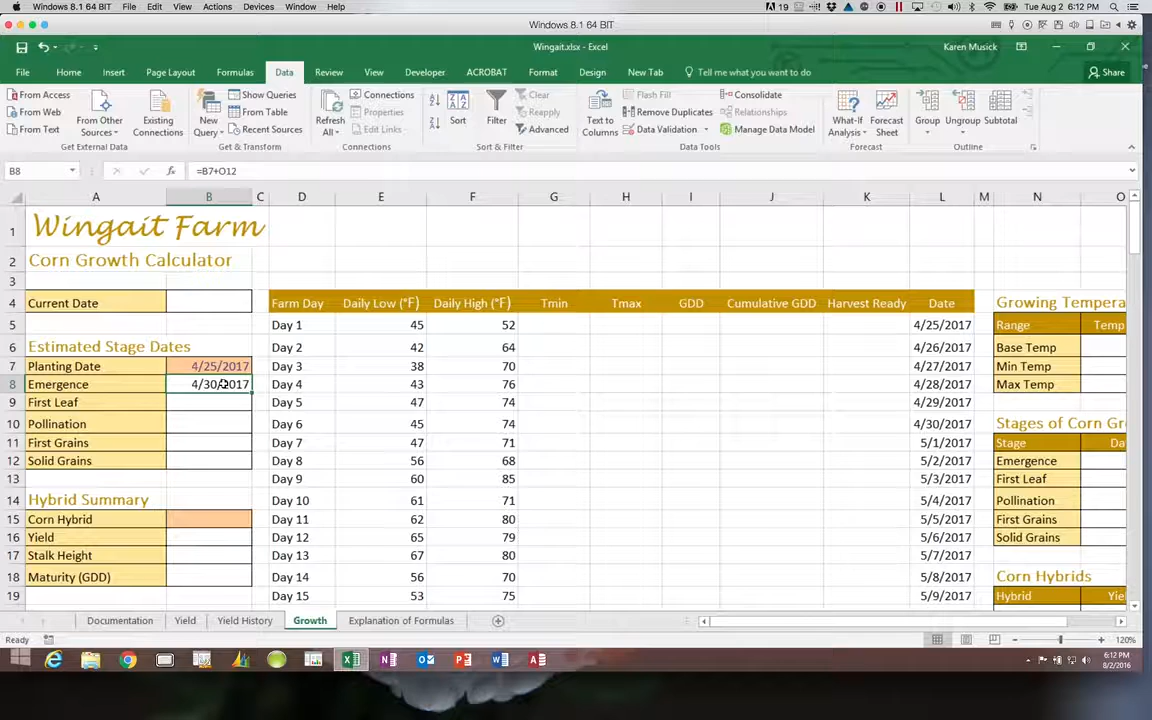 Windows 8.1 64 BIT File Edit View Actions Devices Window Help 19 Tue Aug 2 6:12 PM
Windows 8.1 64 BIT
Wingait.xlsx - Excel Karen Musick
File Home Insert Page Layout Formulas Data Review View Developer ACROBAT Format Design New Tab Tell me what you want to do Share
From Access Show Queries Connections Clear Flash Fill Consolidate
From Web From Table Properties Reapply Remove Duplicates Relationships
From Text Recent Sources Edit Links Advanced Data Validation Manage Data Model
From Other Sources Existing Connections New Query Refresh All Sort Filter Text to Columns What-If Analysis Forecast Sheet Group Ungroup Subtotal
Get External Data Get & Transform Connections Sort & Filter Data Tools Forecast Outline
B8 fx =B7+O12
A B C D E F G H I J K L M N O
1 Wingait Farm
2 Corn Growth Calculator
3
4 Current Date Farm Day Daily Low (°F) Daily High (°F) Tmin Tmax GDD Cumulative GDD Harvest Ready Date Growing Tempera
5 Day 1 45 52 4/25/2017 Range Temp
6 Estimated Stage Dates Day 2 42 64 4/26/2017 Base Temp
7 Planting Date 4/25/2017 Day 3 38 70 4/27/2017 Min Temp
8 Emergence 4/30/2017 Day 4 43 76 4/28/2017 Max Temp
9 First Leaf Day 5 47 74 4/29/2017
10 Pollination Day 6 45 74 4/30/2017 Stages of Corn Gr
11 First Grains Day 7 47 71 5/1/2017 Stage Da
12 Solid Grains Day 8 56 68 5/2/2017 Emergence
13 Day 9 60 85 5/3/2017 First Leaf
14 Hybrid Summary Day 10 61 71 5/4/2017 Pollination
15 Corn Hybrid Day 11 62 80 5/5/2017 First Grains
16 Yield Day 12 65 79 5/6/2017 Solid Grains
17 Stalk Height Day 13 67 80 5/7/2017
18 Maturity (GDD) Day 14 56 70 5/8/2017 Corn Hybrids
19 Day 15 53 75 5/9/2017 Hybrid Yie
Documentation Yield Yield History Growth Explanation of Formulas
Ready 120%
6:12 PM
8/2/2016